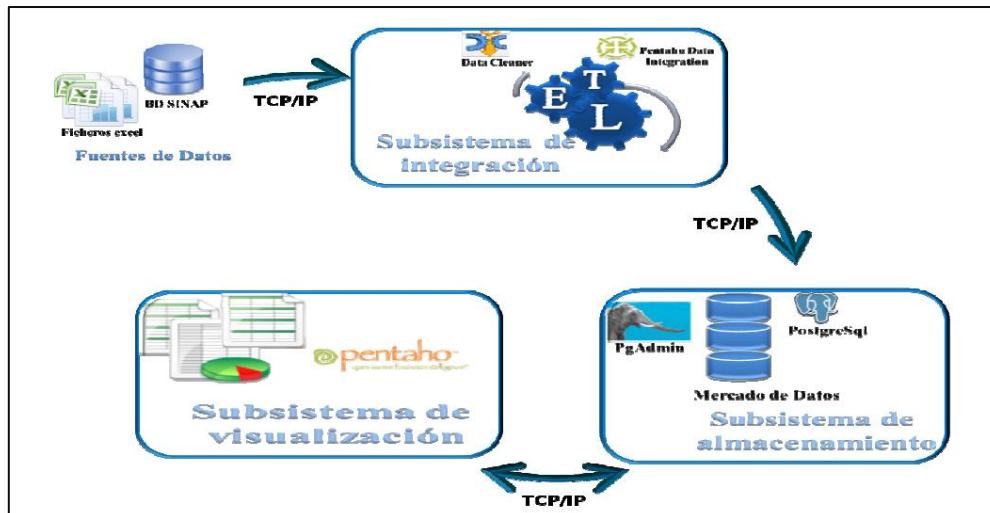 BD SINAP
Ficheros excel
Fuentes de Datos
TCP/IP
Data Cleaner
Pentaho Data
Integration
E
T
L
Subsistema de
integración
TCP/IP
PgAdmin
PostgreSql
Mercado de Datos
Subsistema de
almacenamiento
pentaho
Subsistema de
visualización
TCP/IP